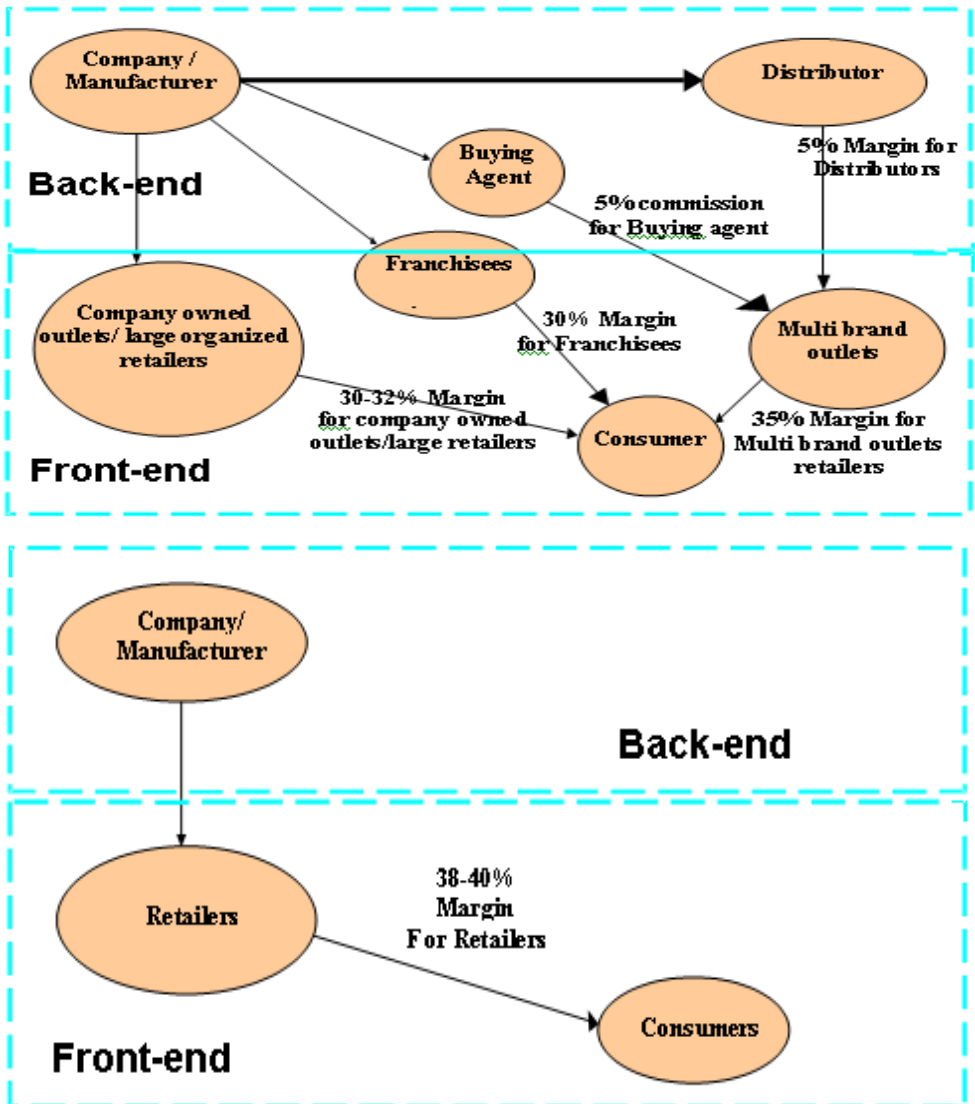 Company /
Manufacturer
Distributor
Buying
Agent
5% Margin for
Distributors
Back-end
5%commission
for Buying agent
Franchisees
Company owned
outlets/ large organized
retailers
30% Margin
for Franchisees
Multi brand
outlets
30-32% Margin
for company owned
outlets/large retailers
Consumer
35% Margin for
Multi brand outlets
retailers
Front-end
Company/
Manufacturer
Back-end
38-40%
Margin
For Retailers
Retailers
Consumers
Front-end